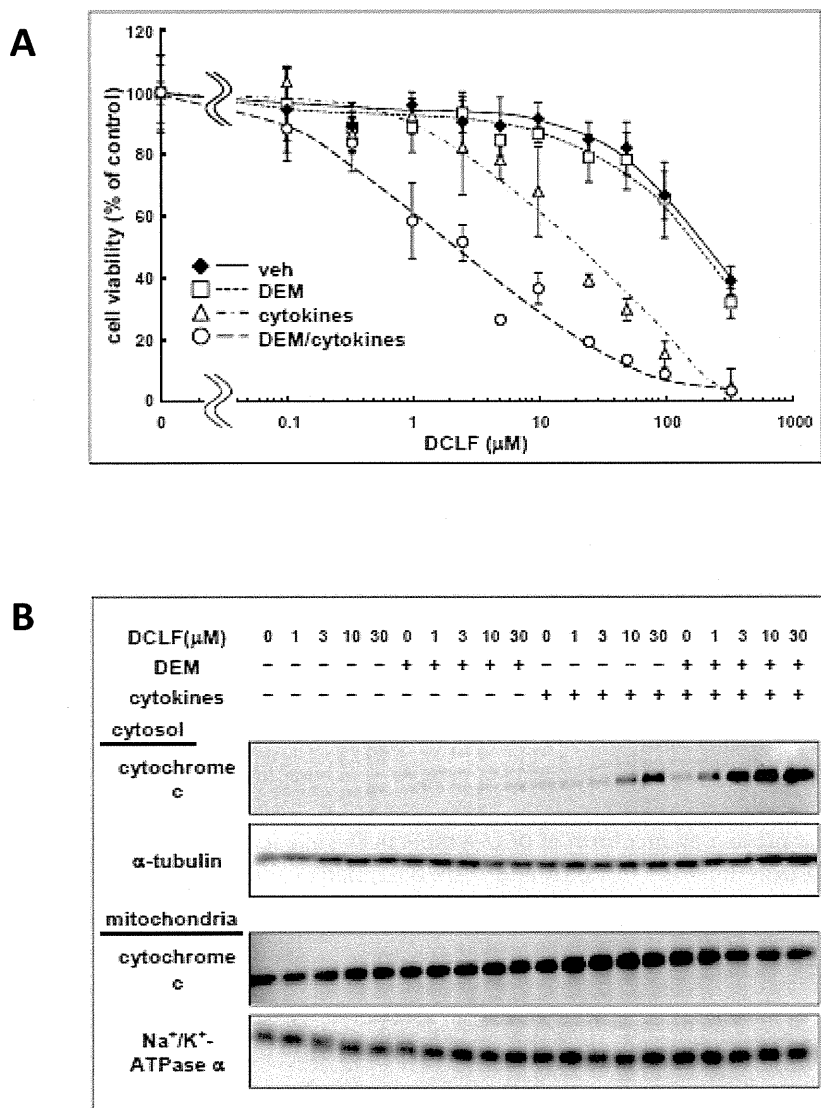 A
120
100
80
60
40
20
0
cell viability (% of control)
veh
DEM
cytokines
DEM/cytokines
0 0.1 1 10 100 1000
DCLF (µM)
B
DCLF(µM) 0 1 3 10 30 0 1 3 10 30 0 1 3 10 30 0 1 3 10 30
DEM − − − − − + + + + + − − − − − + + + + +
cytokines − − − − − − − − − − + + + + + + + + + +
cytosol
cytochrome
c
α-tubulin
mitochondria
cytochrome
c
Na⁺/K⁺-
ATPase α